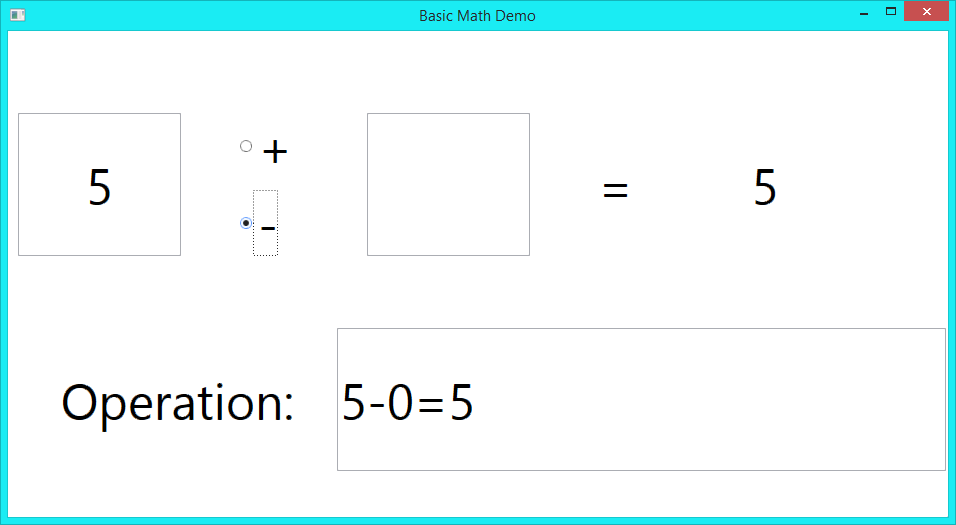 Basic Math Demo
5 + = 5
-
Operation: 5-0=5